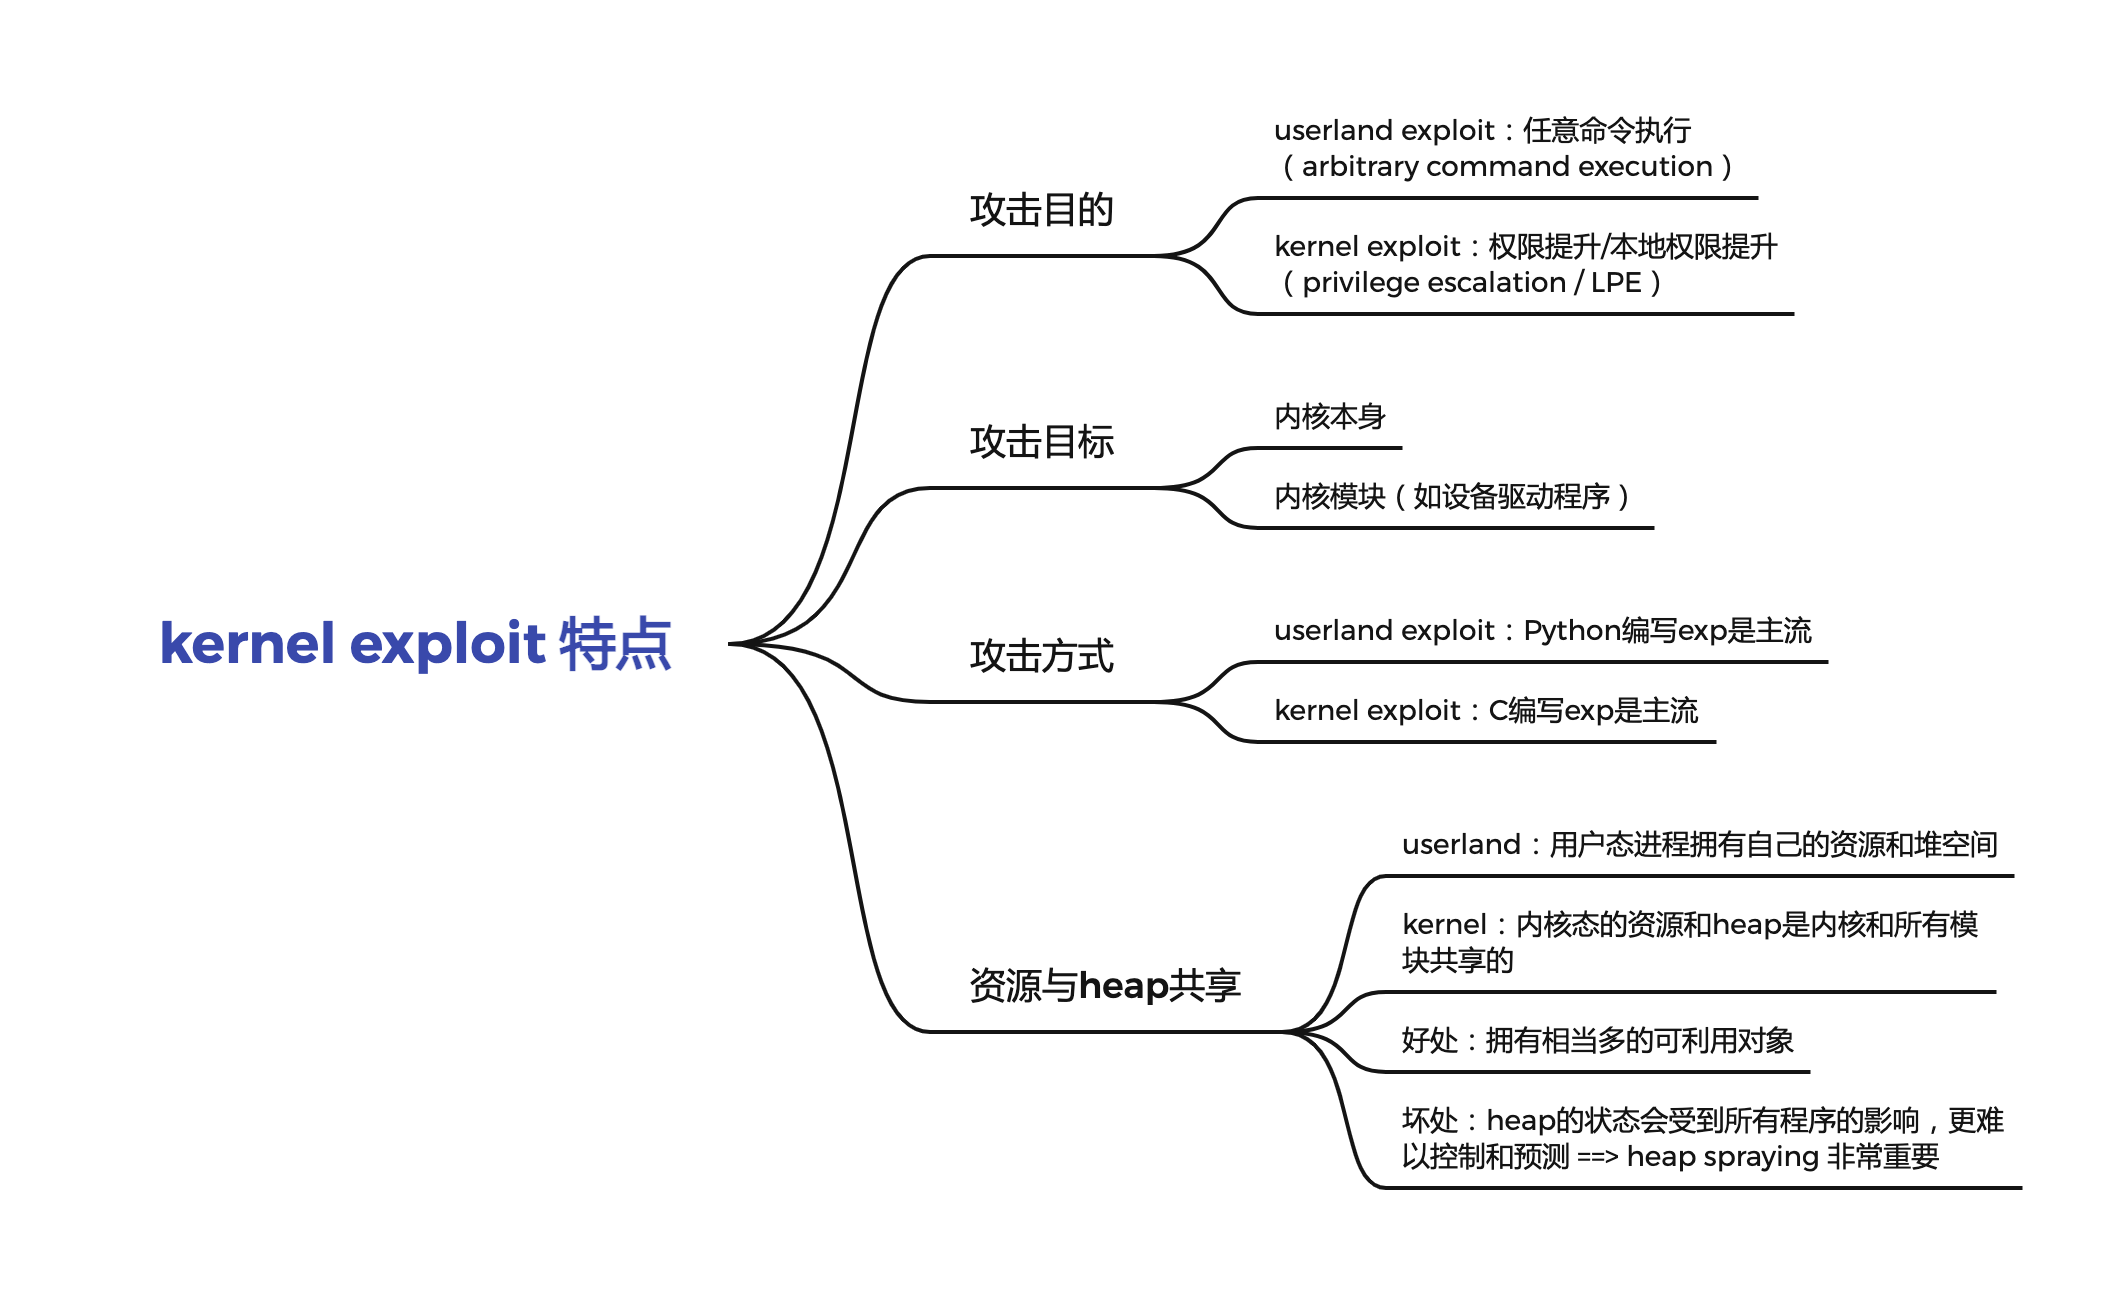 kernel exploit 特点
攻击目的
userland exploit：任意命令执行
（arbitrary command execution）
kernel exploit：权限提升/本地权限提升
（privilege escalation / LPE）
攻击目标
内核本身
内核模块（如设备驱动程序）
攻击方式
userland exploit：Python编写exp是主流
kernel exploit：C编写exp是主流
资源与heap共享
userland：用户态进程拥有自己的资源和堆空间
kernel：内核态的资源和heap是内核和所有模
块共享的
好处：拥有相当多的可利用对象
坏处：heap的状态会受到所有程序的影响，更难
以控制和预测 ==> heap spraying 非常重要